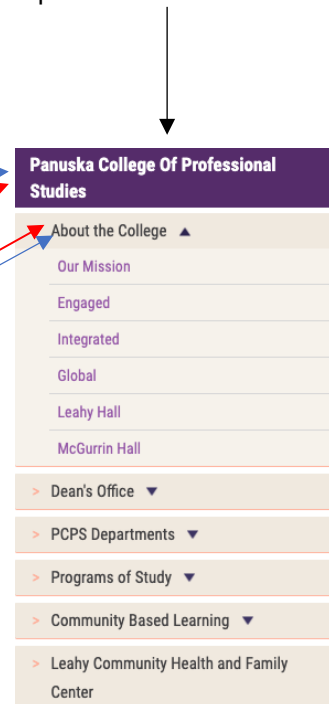 Panuska College Of Professional
Studies
About the College ▲
Our Mission
Engaged
Integrated
Global
Leahy Hall
McGurrin Hall
> Dean's Office ▼
> PCPS Departments ▼
> Programs of Study ▼
> Community Based Learning ▼
> Leahy Community Health and Family
Center